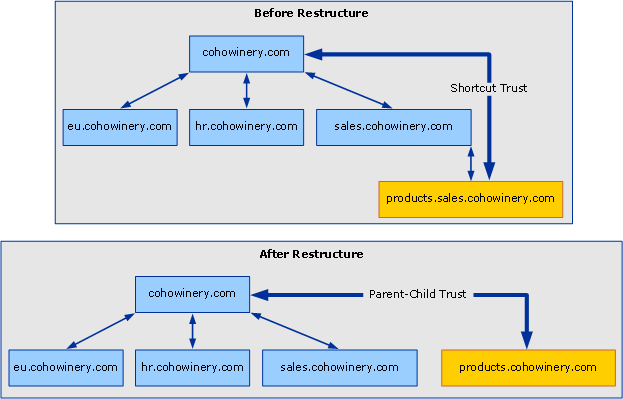 Before Restructure
cohowinery.com
Shortcut Trust
eu.cohowinery.com
hr.cohowinery.com
sales.cohowinery.com
products.sales.cohowinery.com
After Restructure
cohowinery.com
Parent-Child Trust
eu.cohowinery.com
hr.cohowinery.com
sales.cohowinery.com
products.cohowinery.com